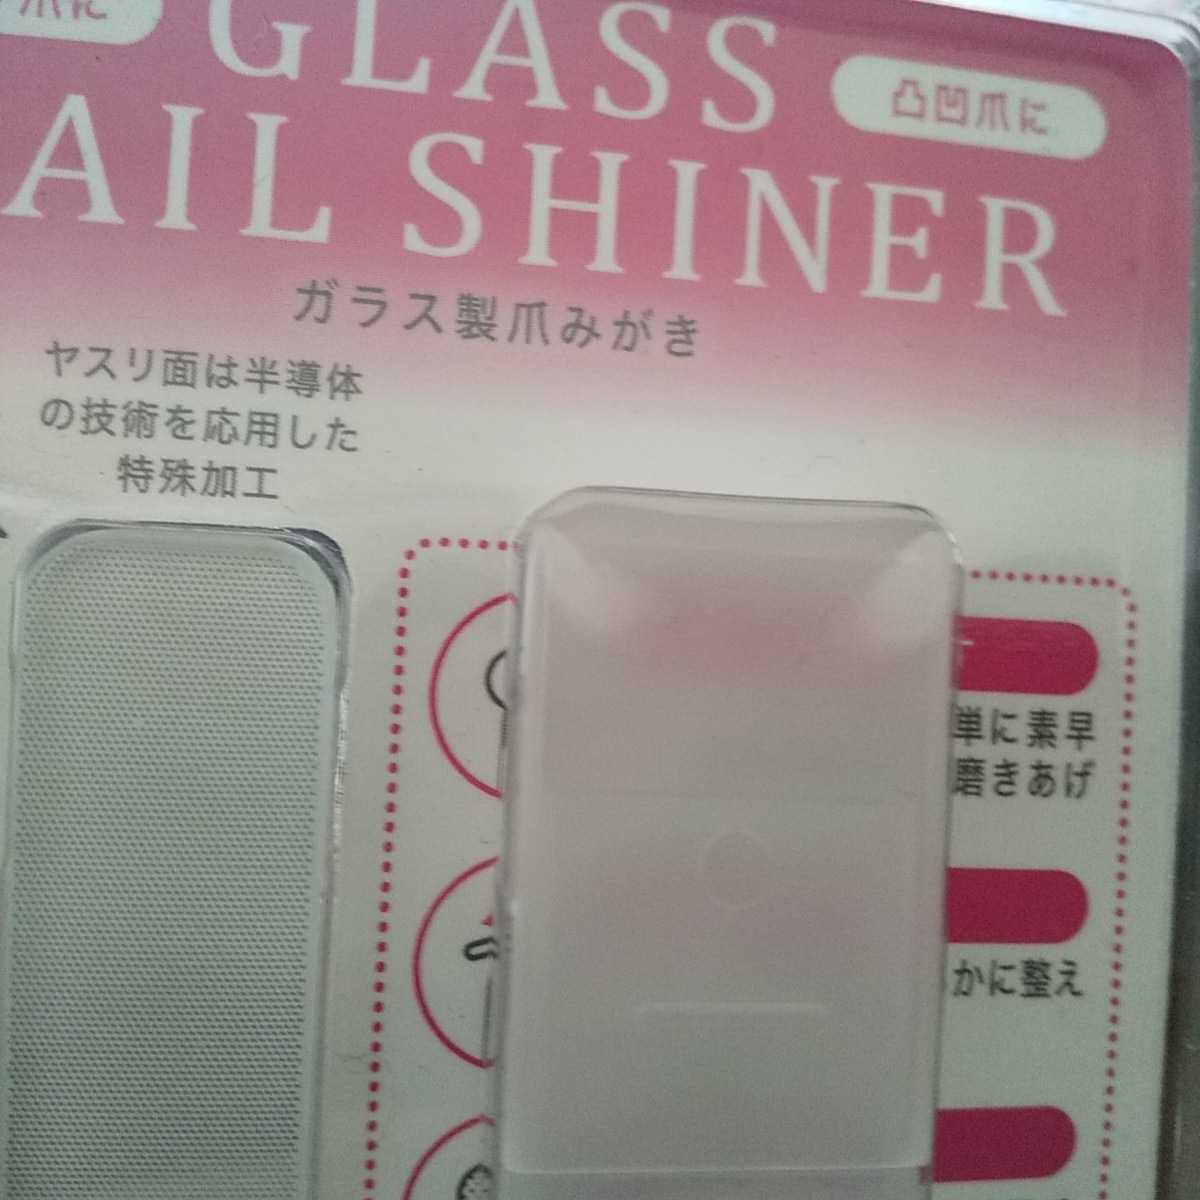 爪に
GLASS
凸凹爪に
AIL SHINER
ガラス製爪みがき
ヤスリ面は半導体
の技術を応用した
特殊加工
単に素早
磨きあげ
かに整え